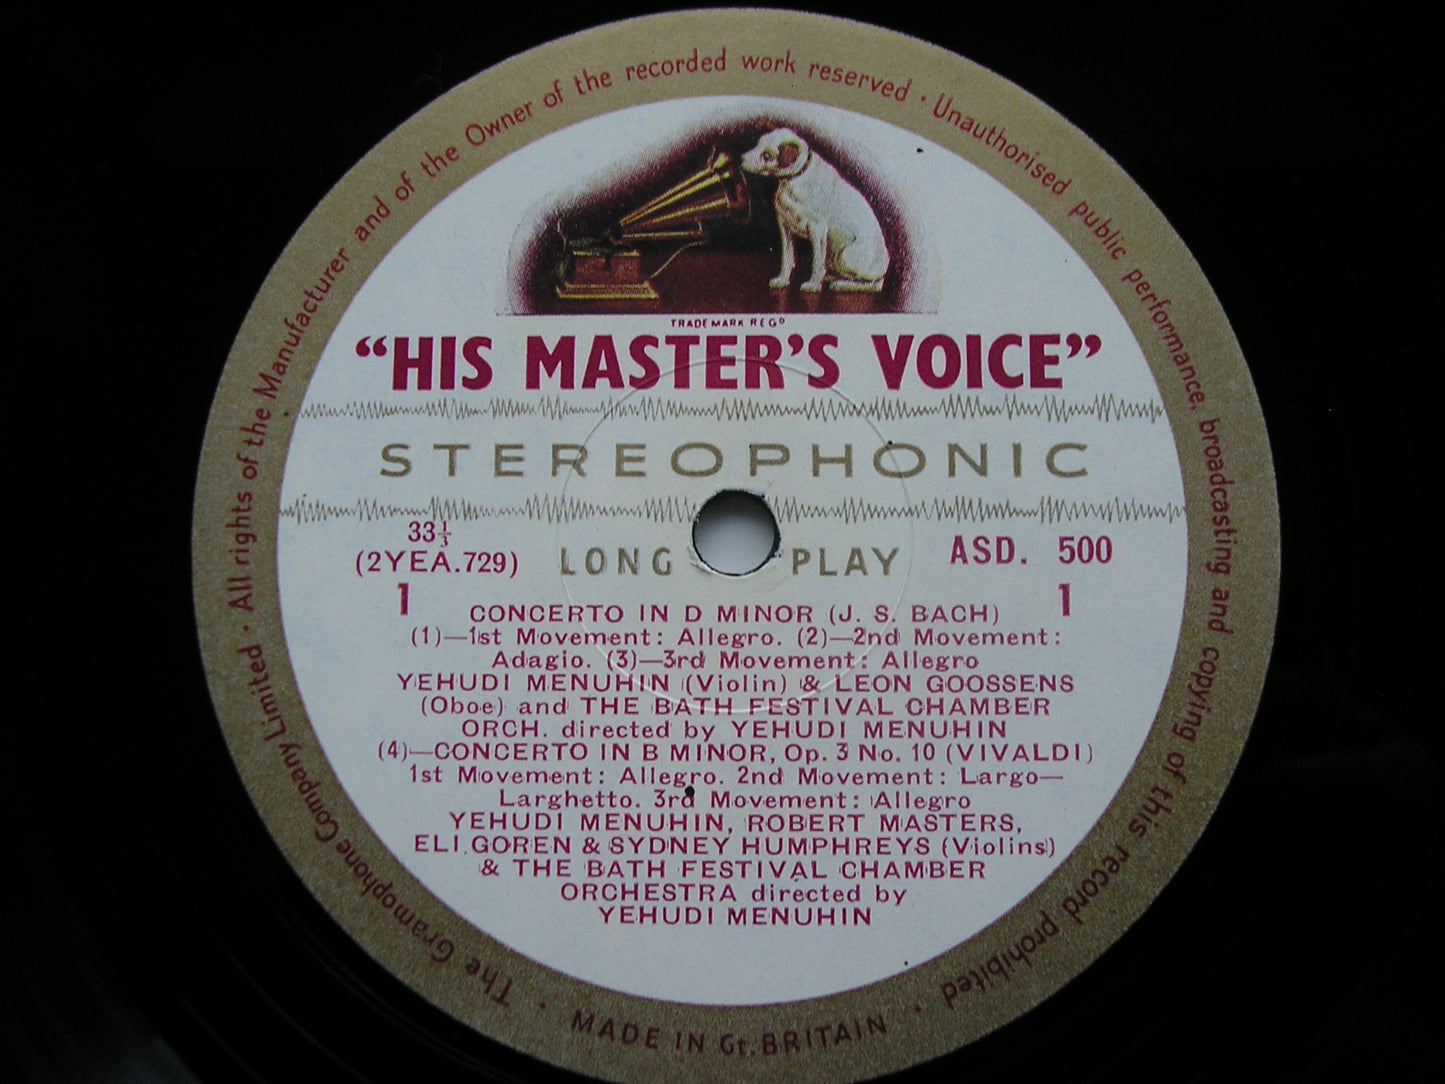 The Gramophone Company Limited · All rights of the Manufacturer and of the Owner of the recorded work reserved · Unauthorised public performance, broadcasting and copying of this record prohibited ·
TRADE MARK REGD
“HIS MASTER’S VOICE”
STEREOPHONIC
33⅓
(2YEA.729)
1
LONG PLAY
ASD. 500
1
CONCERTO IN D MINOR (J. S. BACH)
(1)—1st Movement: Allegro. (2)—2nd Movement:
Adagio. (3)—3rd Movement: Allegro
YEHUDI MENUHIN (Violin) & LEON GOOSSENS
(Oboe) and THE BATH FESTIVAL CHAMBER
ORCH. directed by YEHUDI MENUHIN
(4)—CONCERTO IN B MINOR, Op. 3 No. 10 (VIVALDI)
1st Movement: Allegro. 2nd Movement: Largo—
Larghetto. 3rd Movement: Allegro
YEHUDI MENUHIN, ROBERT MASTERS,
ELI GOREN & SYDNEY HUMPHREYS (Violins)
& THE BATH FESTIVAL CHAMBER
ORCHESTRA directed by
YEHUDI MENUHIN
MADE IN Gt. BRITAIN